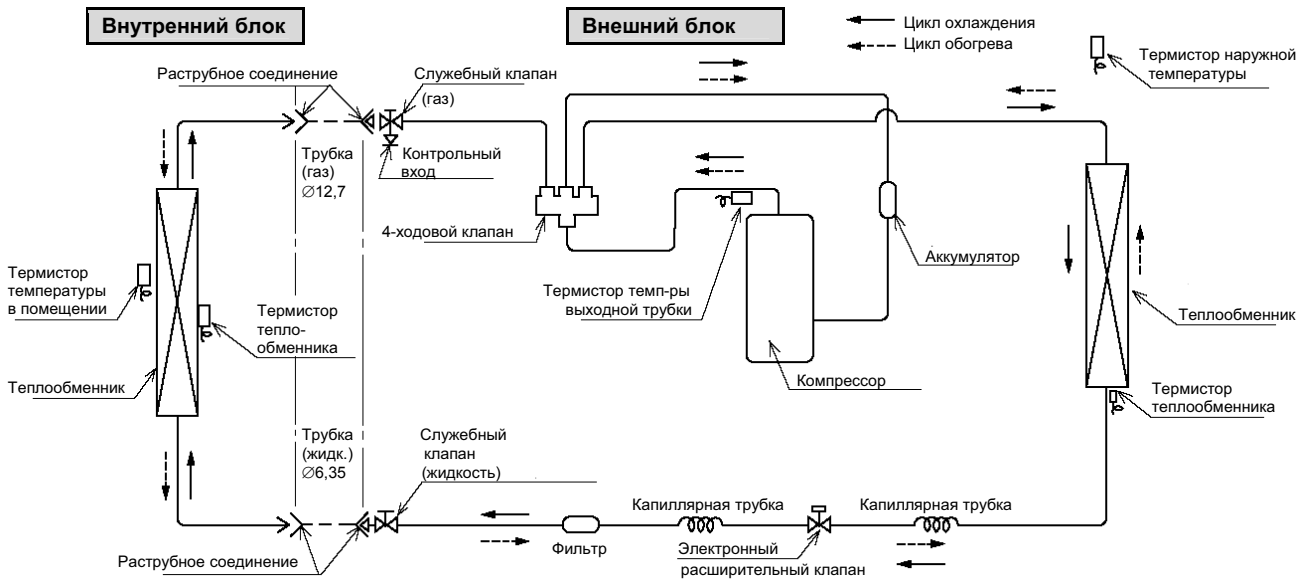 Внутренний блок
Внешний блок
Цикл охлаждения
Цикл обогрева
Термистор наружной
температуры
Раструбное соединение
Служебный клапан
(газ)
Трубка
(газ)
∅12,7
Контрольный
вход
4-ходовой клапан
Аккумулятор
Термистор
температуры
в помещении
Термистор
тепло-
обменника
Термистор темп-ры
выходной трубки
Теплообменник
Теплообменник
Компрессор
Термистор
теплообменника
Трубка
(жидк.)
∅6,35
Служебный
клапан
(жидкость)
Капиллярная трубка
Капиллярная трубка
Раструбное соединение
Фильтр
Электронный
расширительный клапан